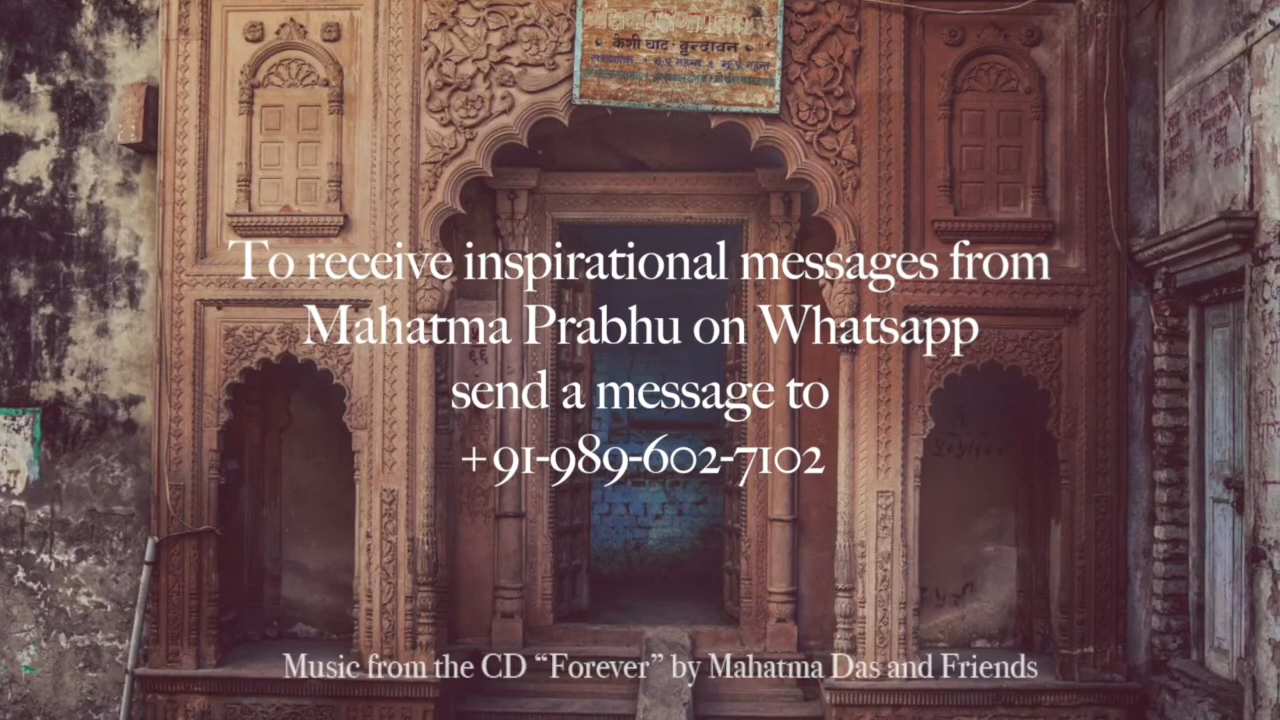 केशी घाट · वृन्दावन
To receive inspirational messages from
Mahatma Prabhu on Whatsapp
send a message to
+91-989-602-7102
Music from the CD “Forever” by Mahatma Das and Friends